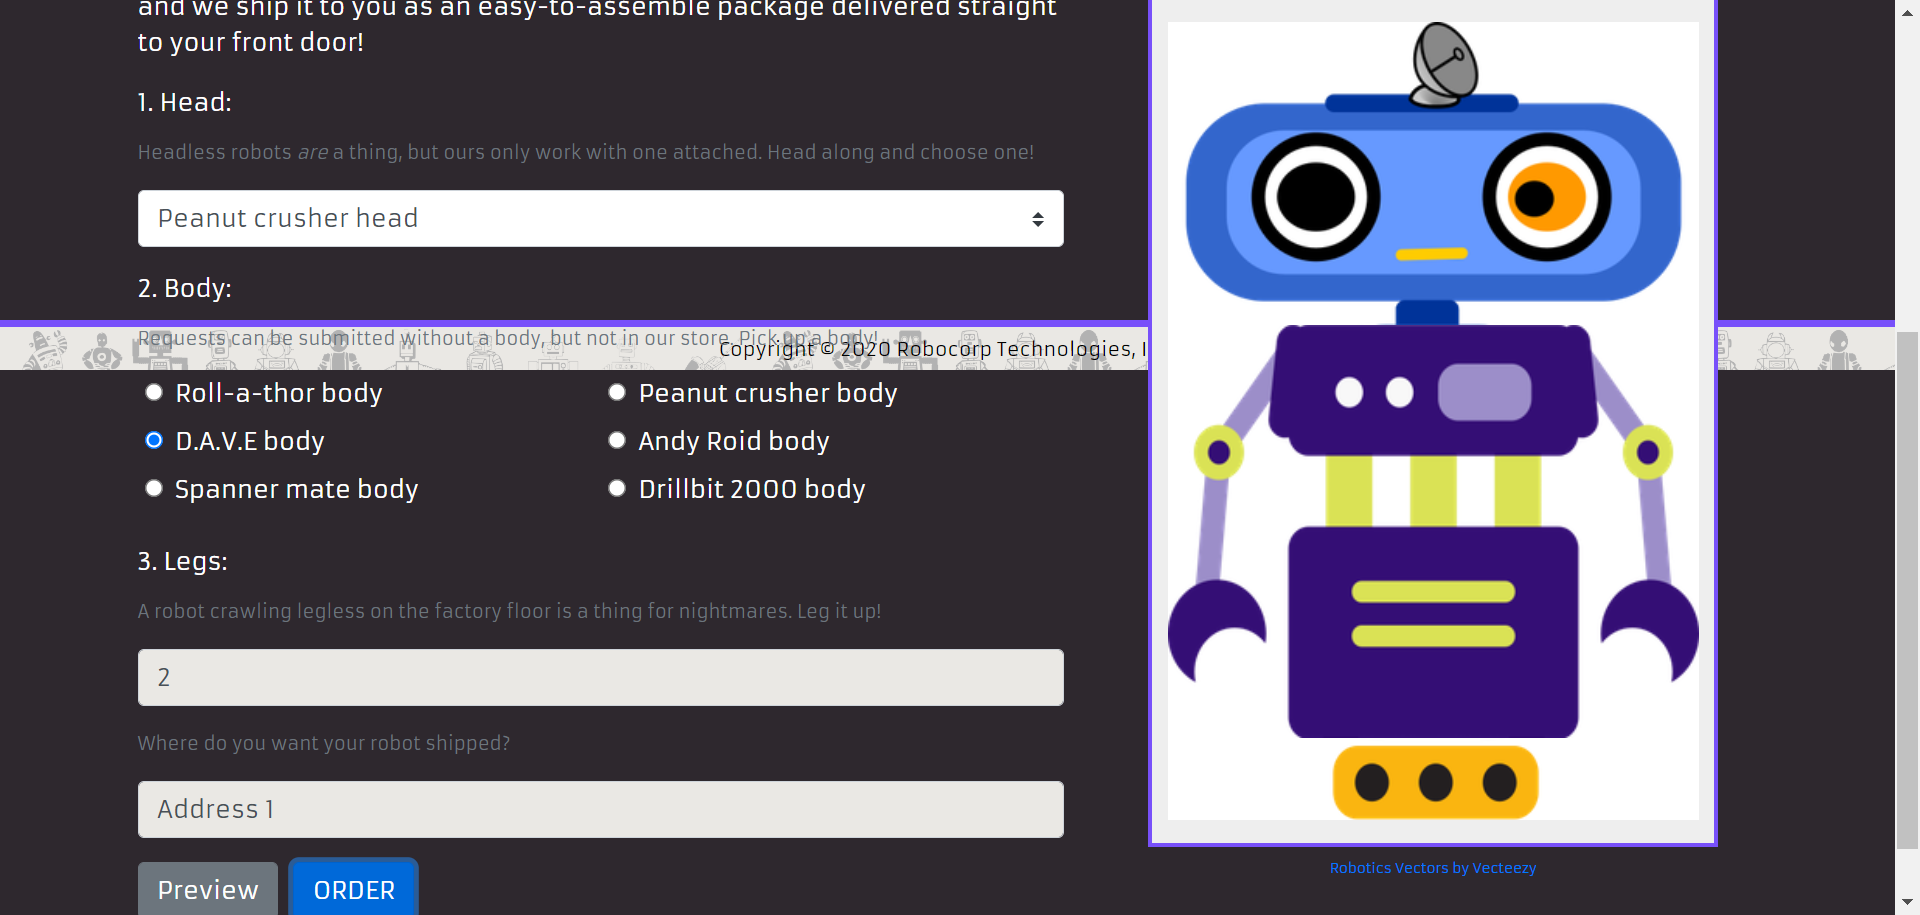 and we ship it to you as an easy-to-assemble package delivered straight
to your front door!
1. Head:
Headless robots are a thing, but ours only work with one attached. Head along and choose one!
Peanut crusher head
2. Body:
Requests can be submitted without a body, but not in our store. Pick up a body!
Copyright © 2020 Robocorp Technologies, I
Roll-a-thor body
Peanut crusher body
D.A.V.E body
Andy Roid body
Spanner mate body
Drillbit 2000 body
3. Legs:
A robot crawling legless on the factory floor is a thing for nightmares. Leg it up!
2
Where do you want your robot shipped?
Address 1
Preview
ORDER
Robotics Vectors by Vecteezy